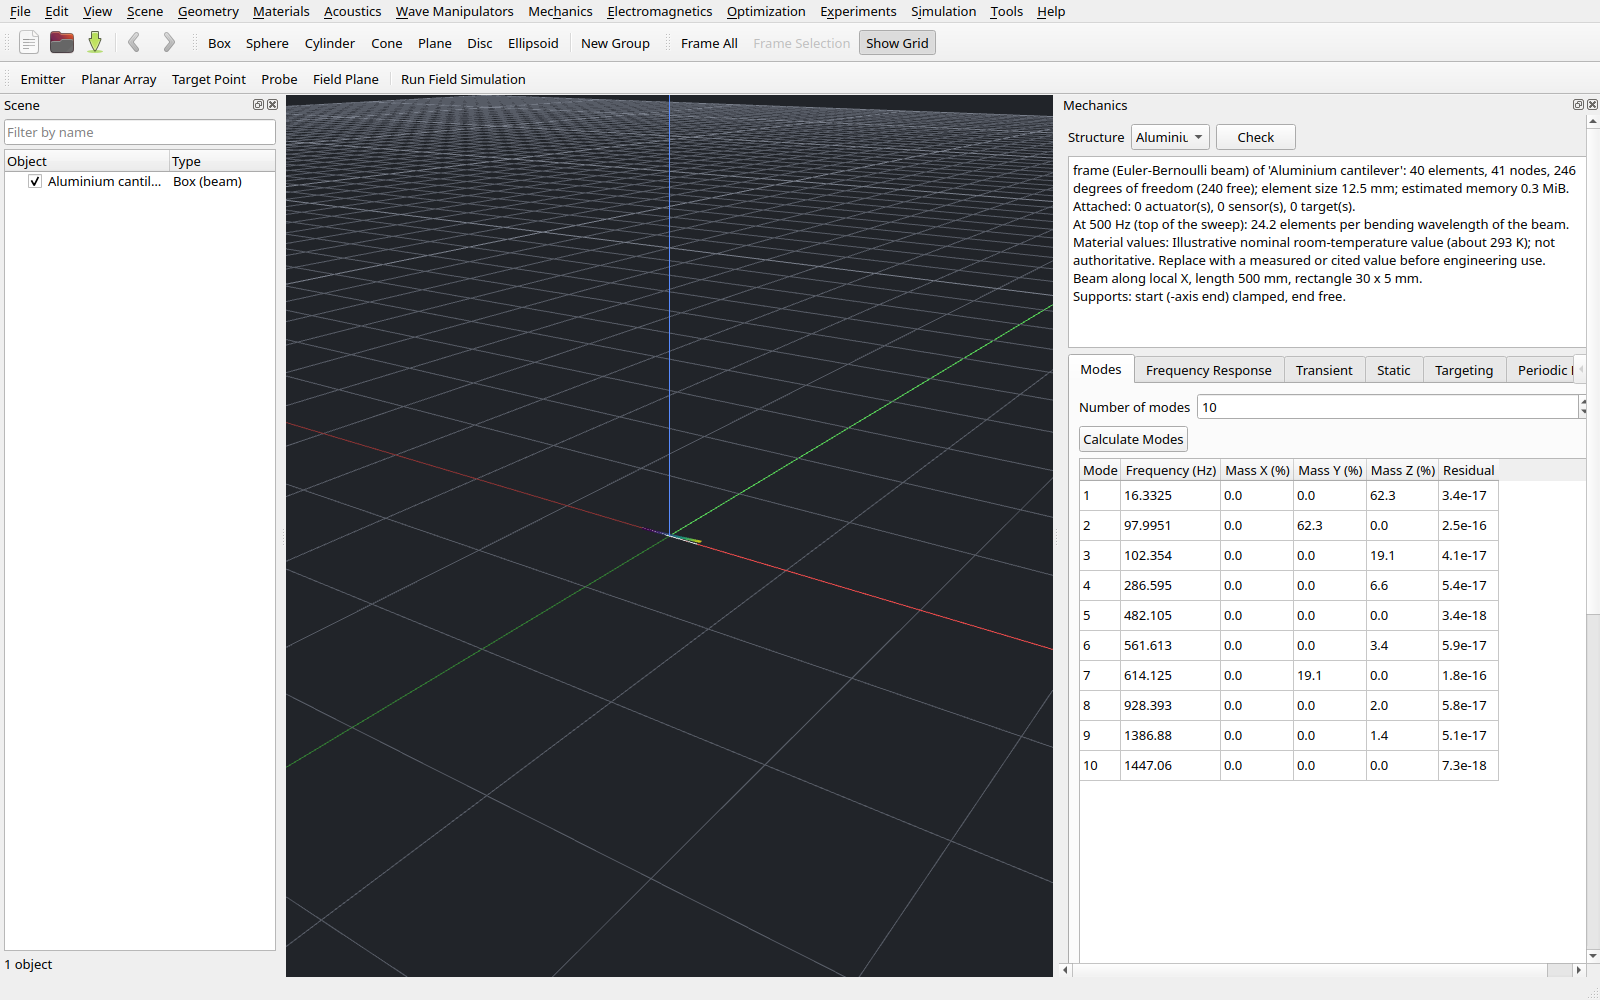 File Edit View Scene Geometry Materials Acoustics Wave Manipulators Mechanics Electromagnetics Optimization Experiments Simulation Tools Help
Box Sphere Cylinder Cone Plane Disc Ellipsoid New Group Frame All Frame Selection Show Grid
Emitter Planar Array Target Point Probe Field Plane Run Field Simulation
Scene
Filter by name
Object Type
Aluminium cantil... Box (beam)
1 object
Mechanics
Structure Aluminiu Check
frame (Euler-Bernoulli beam) of 'Aluminium cantilever': 40 elements, 41 nodes, 246
degrees of freedom (240 free); element size 12.5 mm; estimated memory 0.3 MiB.
Attached: 0 actuator(s), 0 sensor(s), 0 target(s).
At 500 Hz (top of the sweep): 24.2 elements per bending wavelength of the beam.
Material values: Illustrative nominal room-temperature value (about 293 K); not
authoritative. Replace with a measured or cited value before engineering use.
Beam along local X, length 500 mm, rectangle 30 x 5 mm.
Supports: start (-axis end) clamped, end free.
Modes Frequency Response Transient Static Targeting Periodic
Number of modes 10
Calculate Modes
Mode Frequency (Hz) Mass X (%) Mass Y (%) Mass Z (%) Residual
1 16.3325 0.0 0.0 62.3 3.4e-17
2 97.9951 0.0 62.3 0.0 2.5e-16
3 102.354 0.0 0.0 19.1 4.1e-17
4 286.595 0.0 0.0 6.6 5.4e-17
5 482.105 0.0 0.0 0.0 3.4e-18
6 561.613 0.0 0.0 3.4 5.9e-17
7 614.125 0.0 19.1 0.0 1.8e-16
8 928.393 0.0 0.0 2.0 5.8e-17
9 1386.88 0.0 0.0 1.4 5.1e-17
10 1447.06 0.0 0.0 0.0 7.3e-18